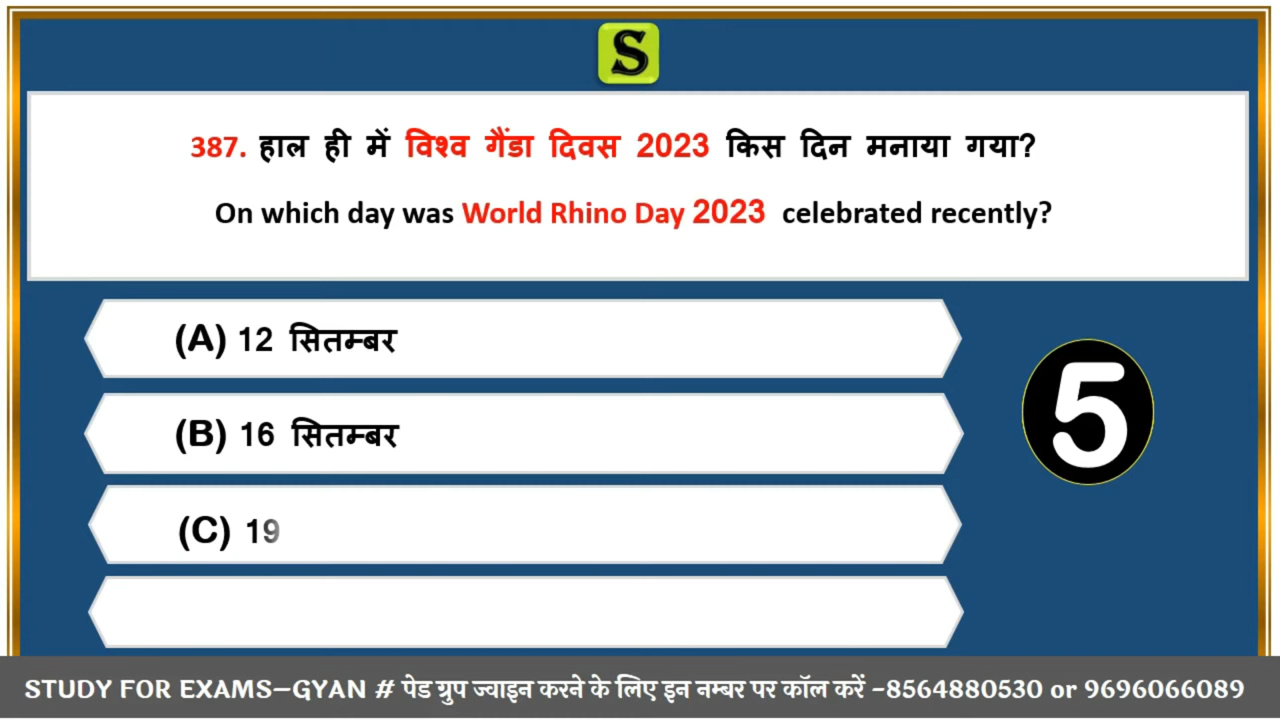 S
387. हाल ही में विश्व गैंडा दिवस 2023 किस दिन मनाया गया?
On which day was World Rhino Day 2023 celebrated recently?
(A) 12 सितम्बर
(B) 16 सितम्बर
5
(C) 19
STUDY FOR EXAMS–GYAN # पेड ग्रुप ज्वाइन करने के लिए इन नम्बर पर कॉल करें –8564880530 or 9696066089